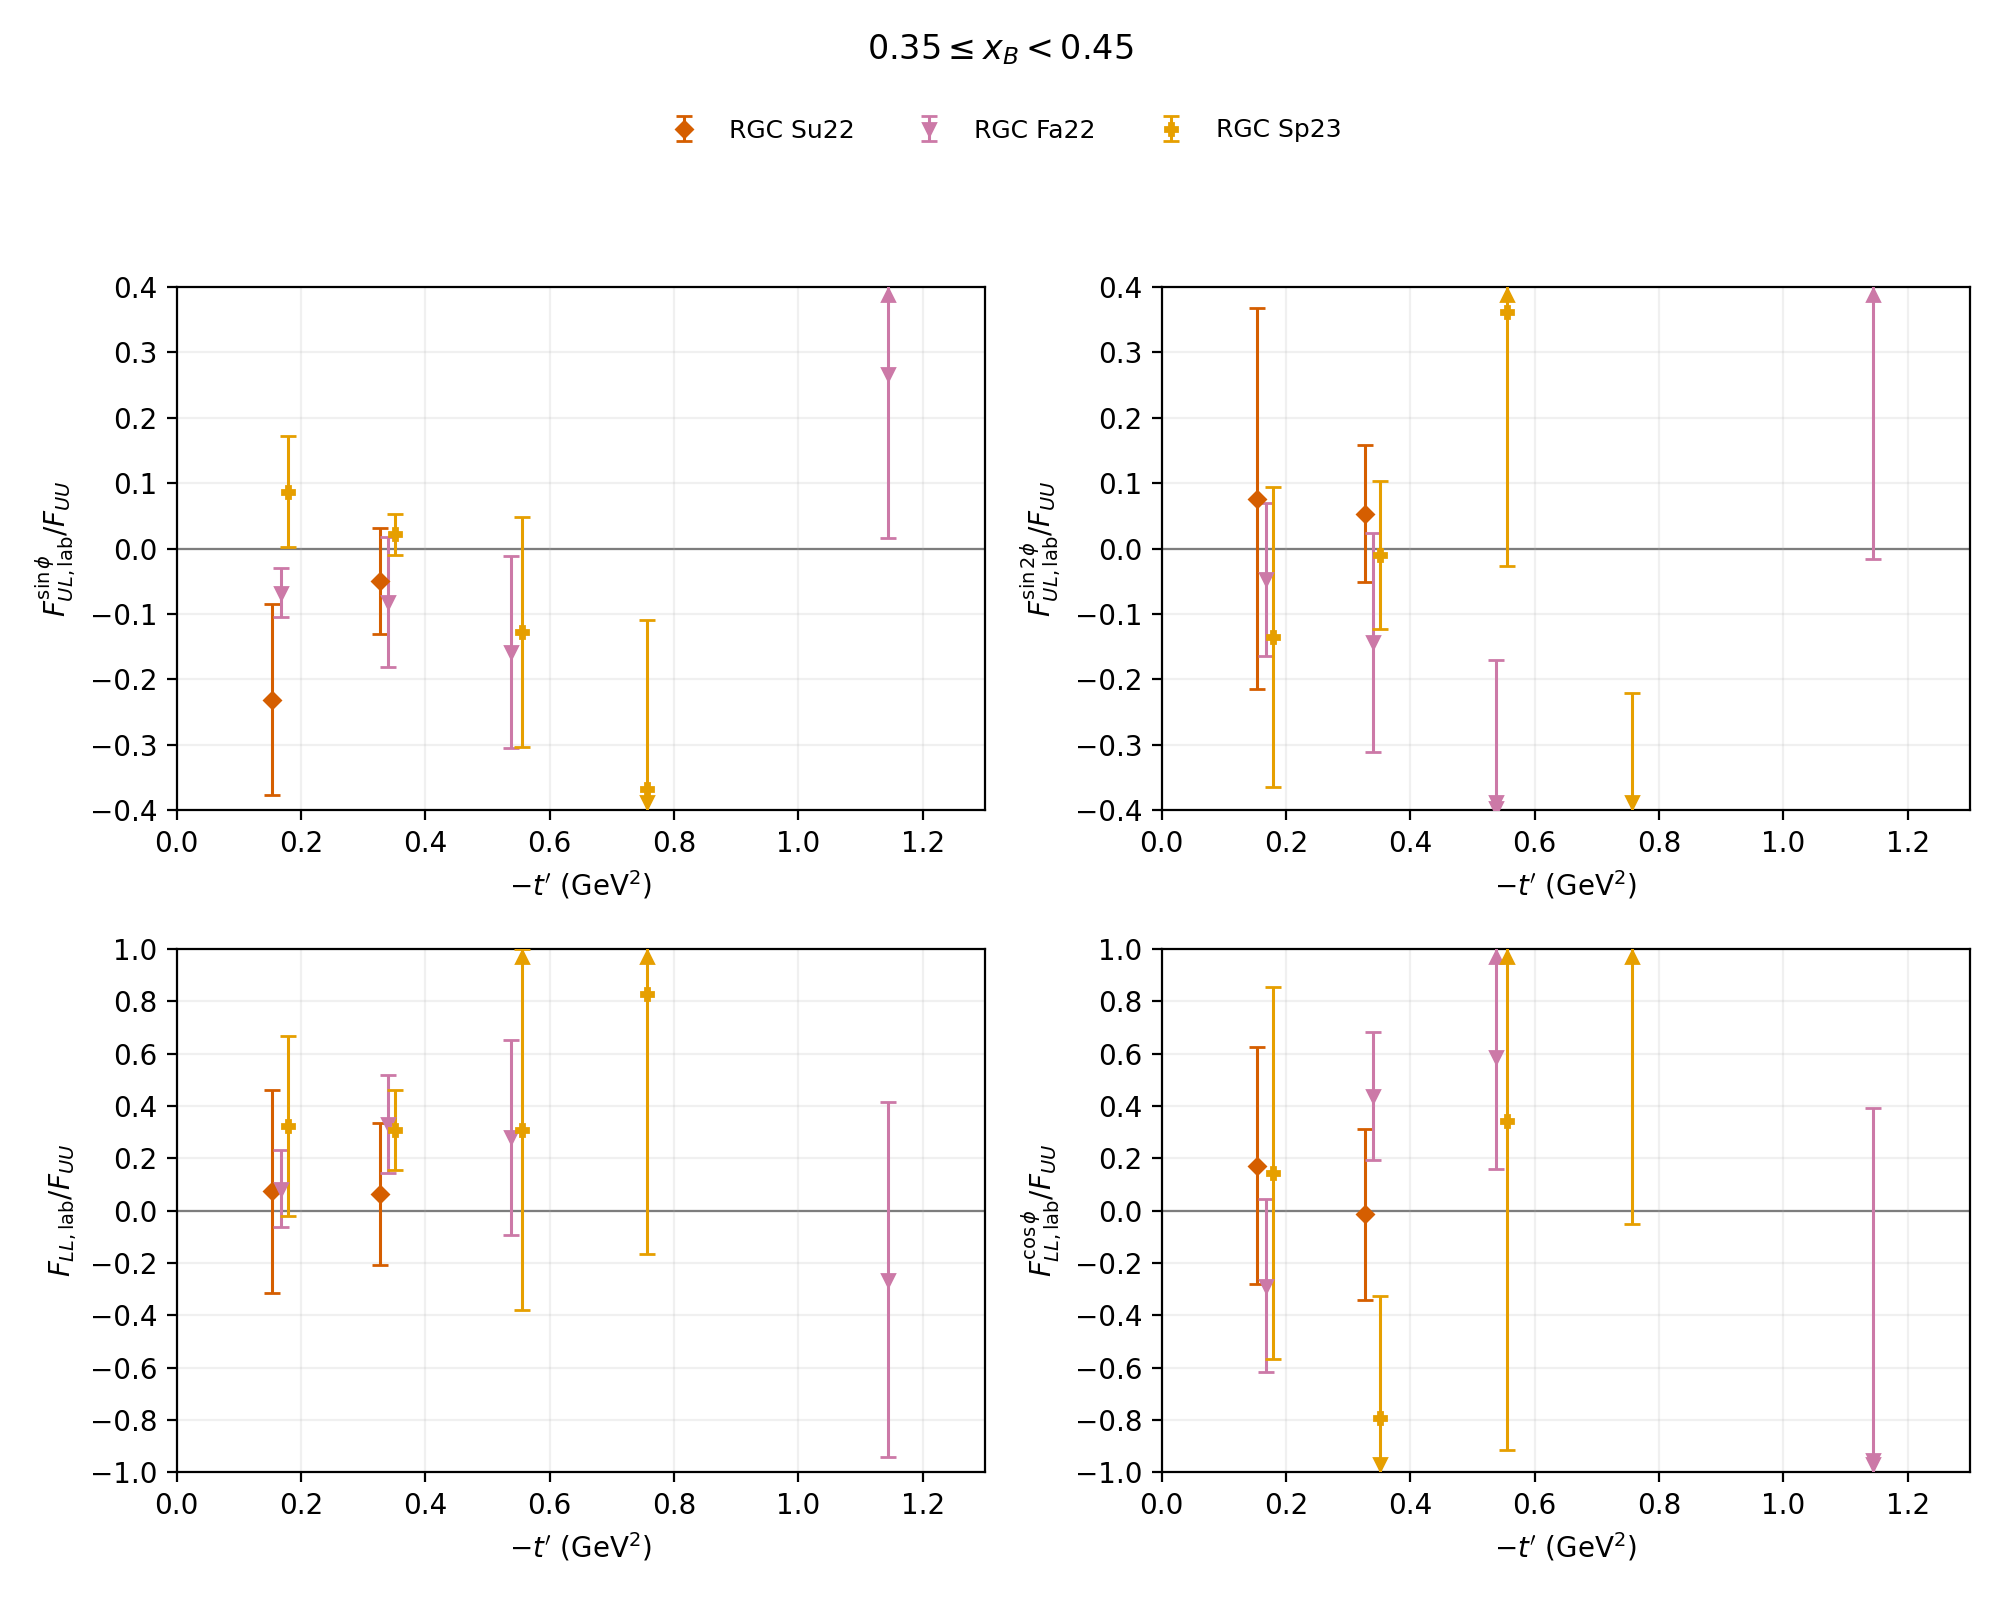 0.35 ≤ x_B < 0.45
RGC Su22 RGC Fa22 RGC Sp23
F_{UL,lab}^{sin ϕ}/F_{UU}
0.4
0.3
0.2
0.1
0.0
−0.1
−0.2
−0.3
−0.4
0.0 0.2 0.4 0.6 0.8 1.0 1.2
−t′ (GeV²)
F_{UL,lab}^{sin 2ϕ}/F_{UU}
0.4
0.3
0.2
0.1
0.0
−0.1
−0.2
−0.3
−0.4
0.0 0.2 0.4 0.6 0.8 1.0 1.2
−t′ (GeV²)
F_{LL,lab}/F_{UU}
1.0
0.8
0.6
0.4
0.2
0.0
−0.2
−0.4
−0.6
−0.8
−1.0
0.0 0.2 0.4 0.6 0.8 1.0 1.2
−t′ (GeV²)
F_{LL,lab}^{cos ϕ}/F_{UU}
1.0
0.8
0.6
0.4
0.2
0.0
−0.2
−0.4
−0.6
−0.8
−1.0
0.0 0.2 0.4 0.6 0.8 1.0 1.2
−t′ (GeV²)